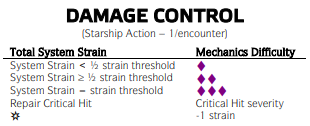 DAMAGE CONTROL
(Starship Action – 1/encounter)
Total System Strain Mechanics Difficulty
System Strain < ½ strain threshold ♦
System Strain ≥ ½ strain threshold ♦♦
System Strain = strain threshold ♦♦♦
Repair Critical Hit Critical Hit severity
-1 strain